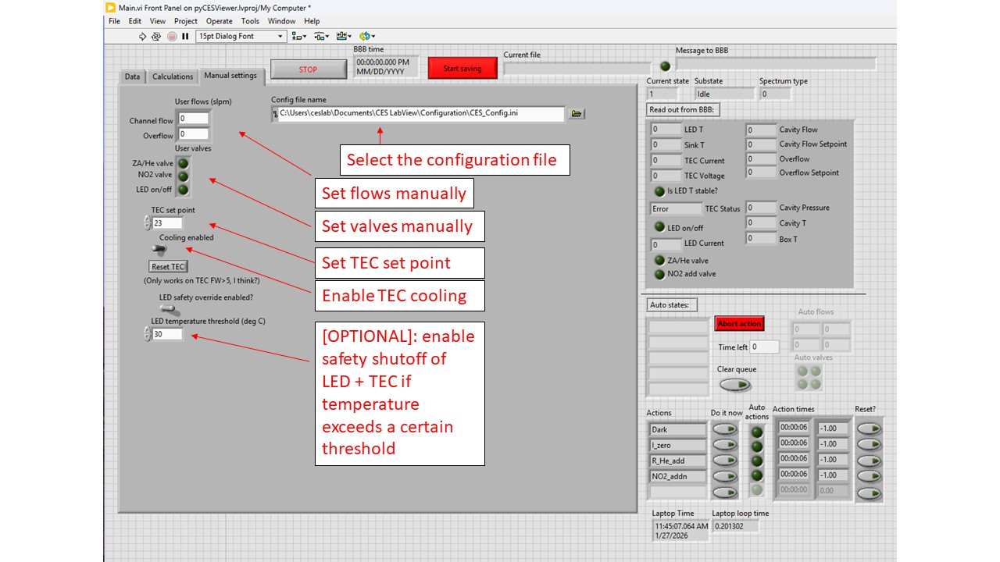 Main.vi Front Panel on pyCESViewer.lvproj/My Computer *
File Edit View Project Operate Tools Window Help
15pt Dialog Font
Data Calculations Manual settings
STOP
BBB time
00:00:00.000 PM
MM/DD/YYYY
Start saving
Current file
Message to BBB
User flows (slpm)
Channel flow 0
Overflow 0
User valves
ZA/He valve
NO2 valve
LED on/off
TEC set point
23
Cooling enabled
Reset TEC
(Only works on TEC FW>5, I think?)
LED safety override enabled?
LED temperature threshold (deg C)
30
Config file name
C:\Users\ceslab\Documents\CES LabView\Configuration\CES_Config.ini
Select the configuration file
Set flows manually
Set valves manually
Set TEC set point
Enable TEC cooling
[OPTIONAL]: enable
safety shutoff of
LED + TEC if
temperature
exceeds a certain
threshold
Current state Substate Spectrum type
1 Idle 0
Read out from BBB:
0 LED T 0 Cavity Flow
0 Sink T 0 Cavity Flow Setpoint
0 TEC Current 0 Overflow
0 TEC Voltage 0 Overflow Setpoint
Is LED T stable?
Error TEC Status 0 Cavity Pressure
LED on/off 0 Cavity T
0 LED Current 0 Box T
ZA/He valve
NO2 add valve
Auto states:
Abort action
Time left 0
Clear queue
Auto flows
0 0
0 0
Auto valves
Actions Do it now Auto actions Action times Reset?
Dark 00:00:06 -1.00
I_zero 00:00:06 -1.00
R_He_add 00:00:06 -1.00
NO2_addn 00:00:06 -1.00
00:00:00 0.00
Laptop Time Laptop loop time
11:45:07.064 AM 0.201302
1/27/2026